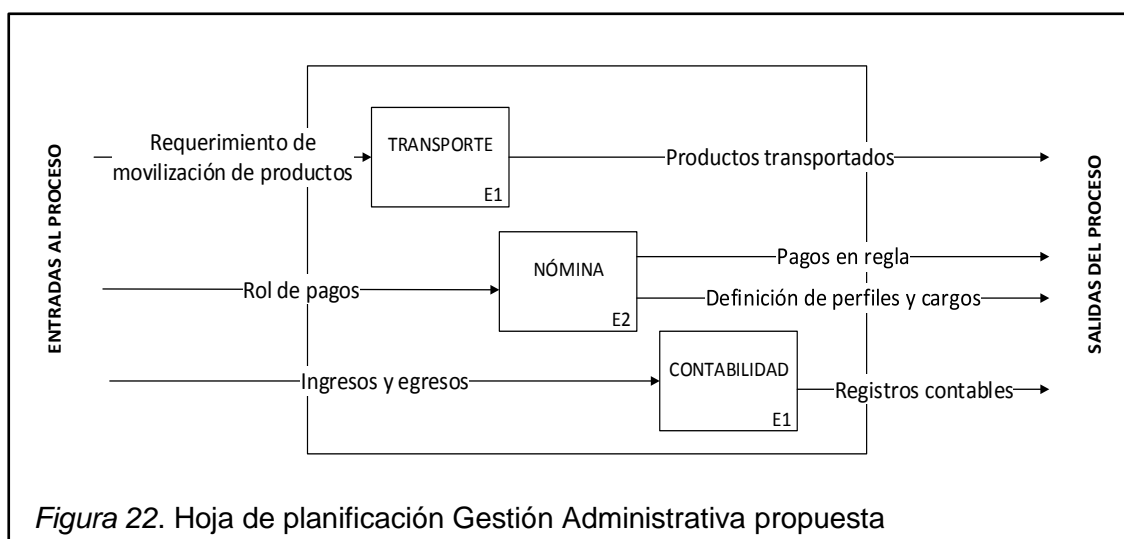 ENTRADAS AL PROCESO
Requerimiento de
movilización de productos
TRANSPORTE
E1
Productos transportados
Rol de pagos
NÓMINA
E2
Pagos en regla
Definición de perfiles y cargos
Ingresos y egresos
CONTABILIDAD
E1
Registros contables
SALIDAS DEL PROCESO
Figura 22. Hoja de planificación Gestión Administrativa propuesta